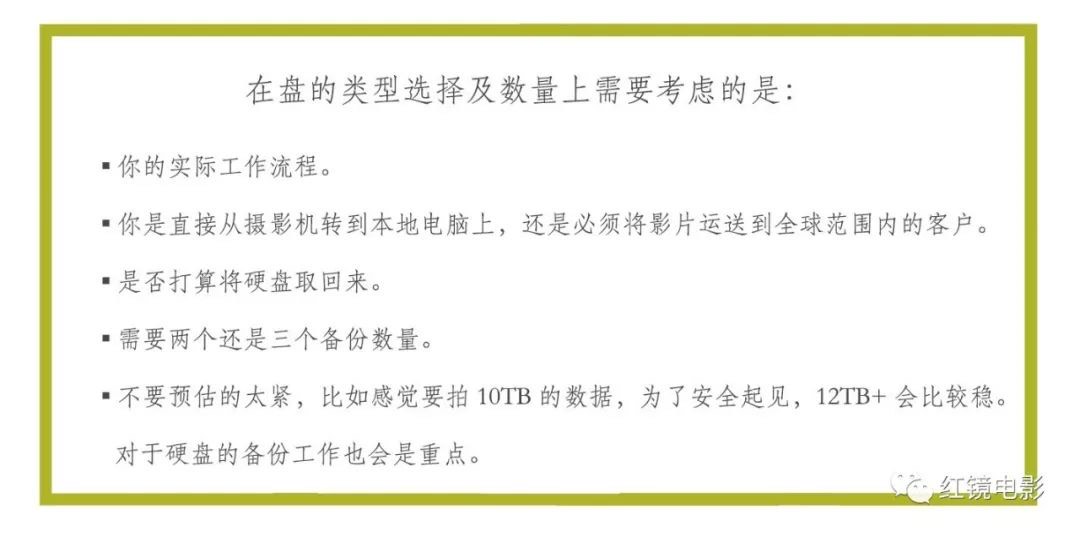 在盘的类型选择及数量上需要考虑的是：
▪ 你的实际工作流程。
▪ 你是直接从摄影机转到本地电脑上，还是必须将影片运送到全球范围内的客户。
▪ 是否打算将硬盘取回来。
▪ 需要两个还是三个备份数量。
▪ 不要预估的太紧，比如感觉要拍 10TB 的数据，为了安全起见，12TB+ 会比较稳。
对于硬盘的备份工作也会是重点。
红镜电影